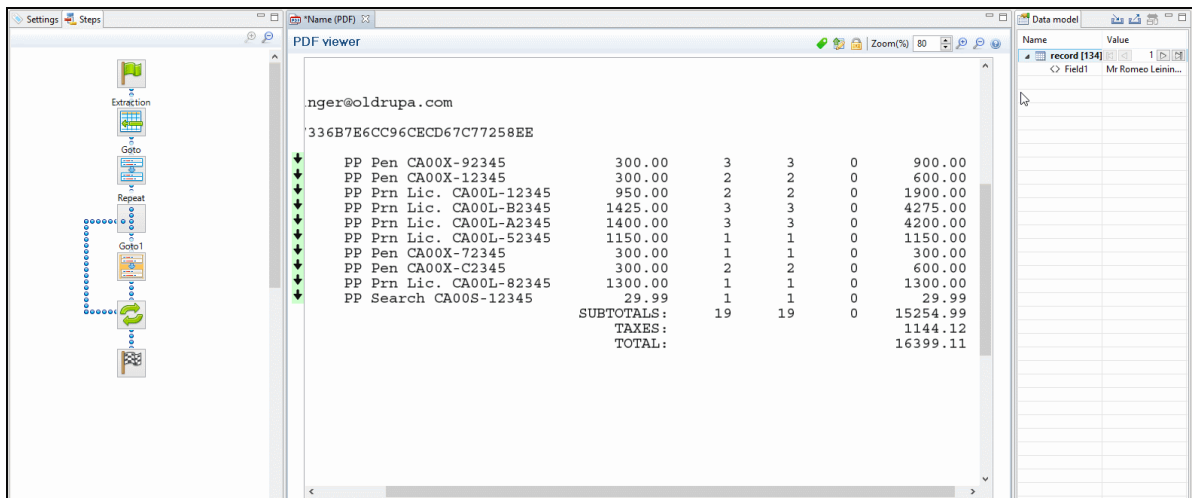 Settings Steps
Extraction
Goto
Repeat
Goto1
*Name (PDF)
PDF viewer Zoom(%) 80
nger@oldrupa.com
336B7E6CC96CECD67C77258EE
PP Pen CA00X-92345 300.00 3 3 0 900.00
PP Pen CA00X-12345 300.00 2 2 0 600.00
PP Prn Lic. CA00L-12345 950.00 2 2 0 1900.00
PP Prn Lic. CA00L-B2345 1425.00 3 3 0 4275.00
PP Prn Lic. CA00L-A2345 1400.00 3 3 0 4200.00
PP Prn Lic. CA00L-52345 1150.00 1 1 0 1150.00
PP Pen CA00X-72345 300.00 1 1 0 300.00
PP Pen CA00X-C2345 300.00 2 2 0 600.00
PP Prn Lic. CA00L-82345 1300.00 1 1 0 1300.00
PP Search CA00S-12345 29.99 1 1 0 29.99
SUBTOTALS: 19 19 0 15254.99
TAXES: 1144.12
TOTAL: 16399.11
Data model
Name Value
record [134] 1
<> Field1 Mr Romeo Leinin...